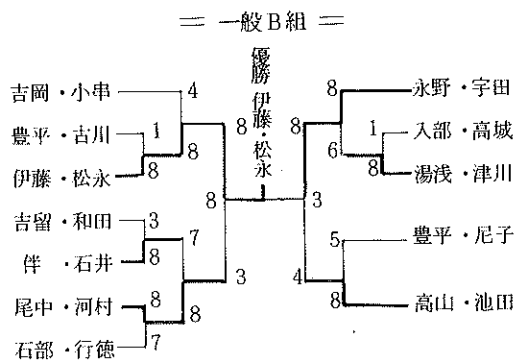 ＝ 一般B組 ＝
優勝 伊藤・松永
吉岡・小串
豊平・古川
伊藤・松永
吉留・和田
伴・石井
尾中・河村
石部・行徳
4
1
8
8
3
8
7
8
7
8
8
3
8
永野・宇田
入部・高城
湯浅・津川
豊平・尼子
高山・池田
8
1
8
6
5
8
8
4
3